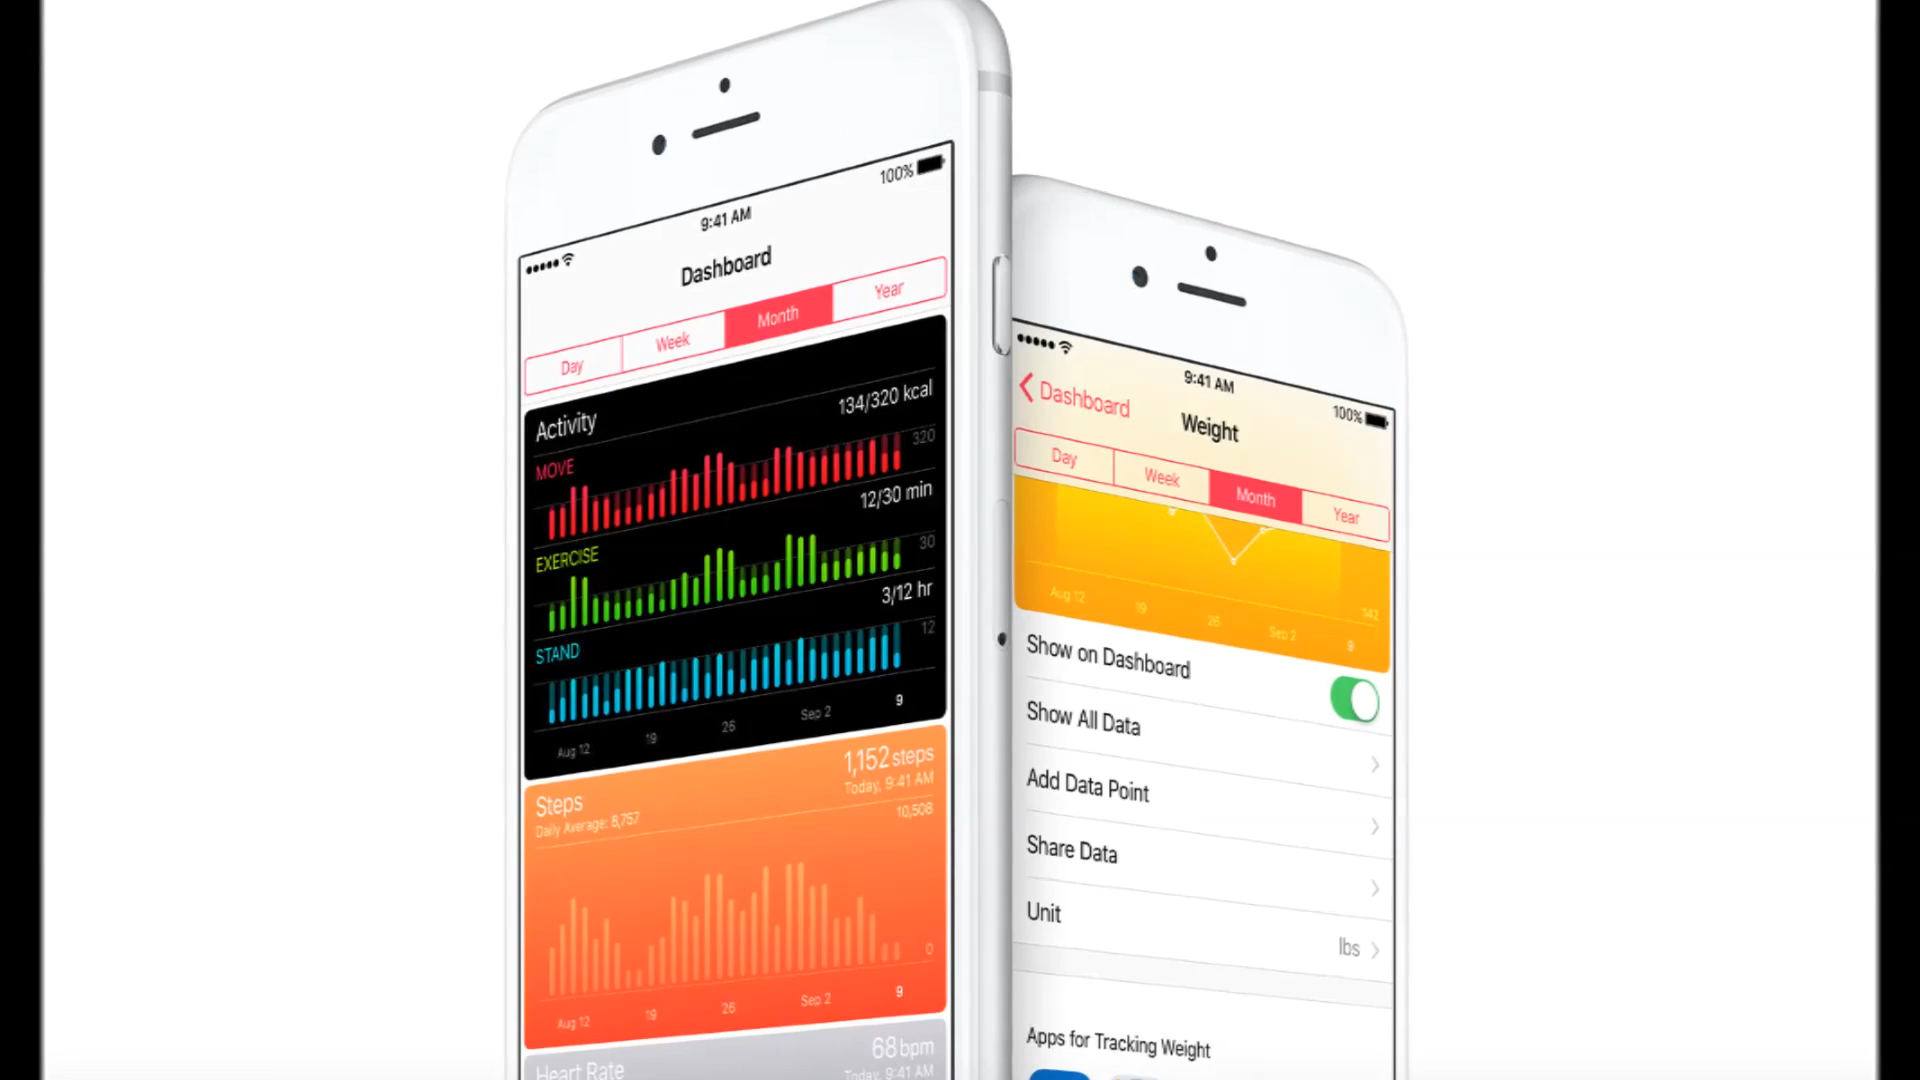 100%
9:41 AM
Dashboard
Day Week Month Year
Activity 134/320 kcal
MOVE 320
12/30 min
EXERCISE 30
3/12 hr
STAND 12
Aug 12 19 26 Sep 2 9
Steps 1,152 steps
Daily Average: 8,757 Today, 9:41 AM
10,508
0
Aug 12 19 26 Sep 2 9
Heart Rate 68 bpm
Today, 9:41 AM
9:41 AM
100%
Dashboard Weight
Day Week Month Year
142
Aug 12 19 26 Sep 2 9
Show on Dashboard
Show All Data
Add Data Point
Share Data
Unit lbs
Apps for Tracking Weight